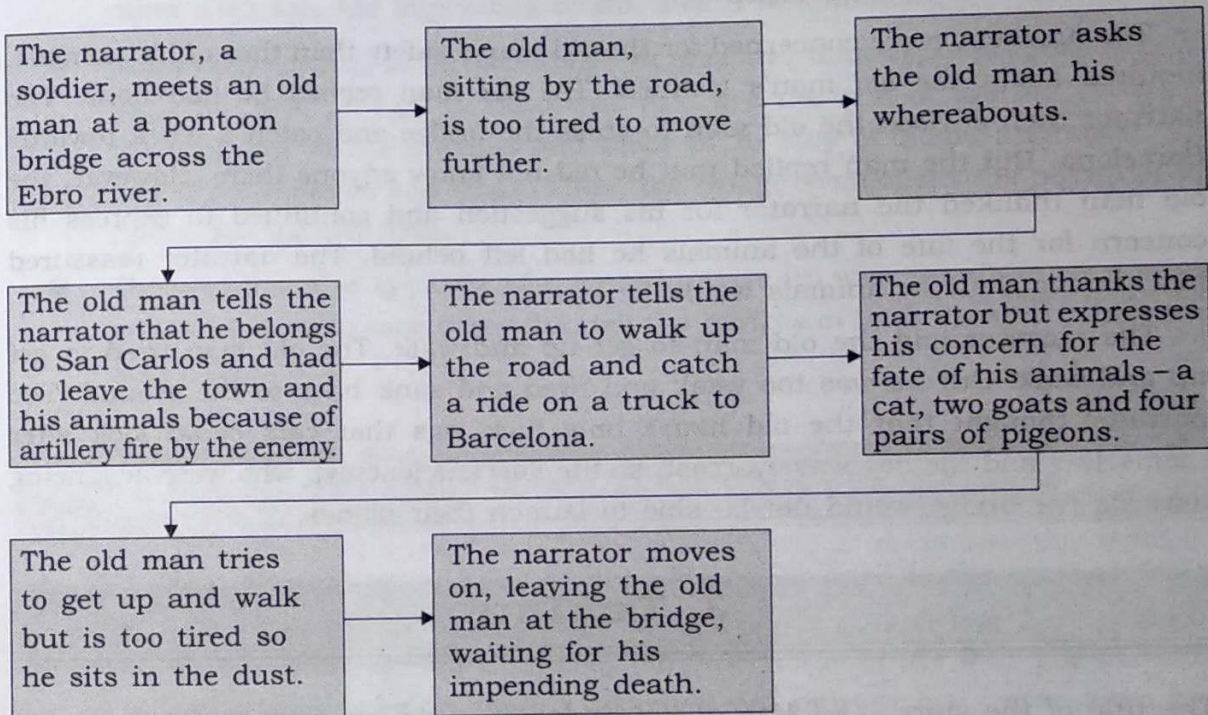 The narrator, a
soldier, meets an old
man at a pontoon
bridge across the
Ebro river.
The old man,
sitting by the road,
is too tired to move
further.
The narrator asks
the old man his
whereabouts.
The old man tells the
narrator that he belongs
to San Carlos and had
to leave the town and
his animals because of
artillery fire by the enemy.
The narrator tells the
old man to walk up
the road and catch
a ride on a truck to
Barcelona.
The old man thanks the
narrator but expresses
his concern for the
fate of his animals – a
cat, two goats and four
pairs of pigeons.
The old man tries
to get up and walk
but is too tired so
he sits in the dust.
The narrator moves
on, leaving the old
man at the bridge,
waiting for his
impending death.